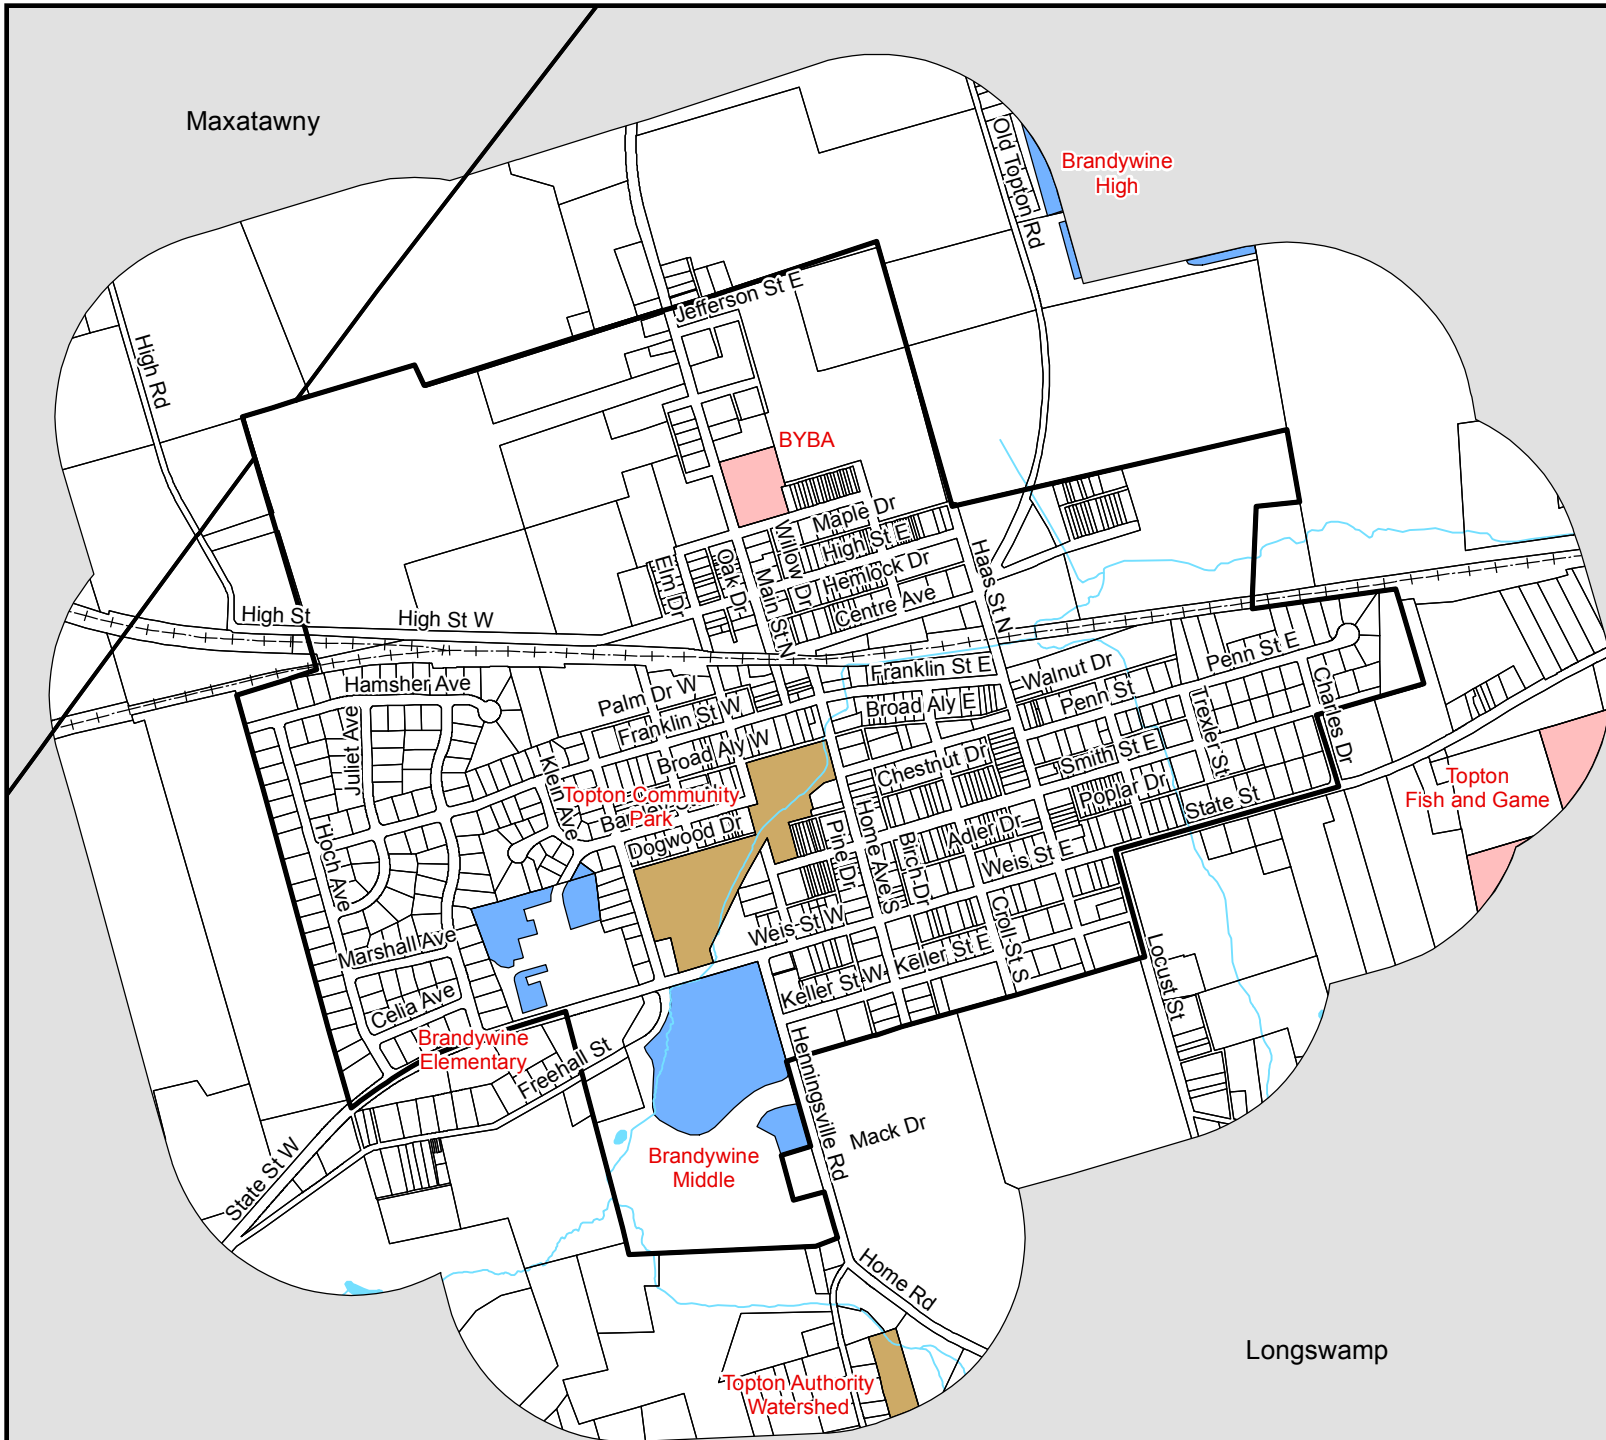 Maxatawny
Brandywine
High
Old Topton Rd
Jefferson St E
High Rd
BYBA
Maple Dr
Willow Dr
High St E
Elm Dr
Oak Dr
Main St N
Hemlock Dr
Haas St N
Centre Ave
High St
High St W
Franklin St E
Walnut Dr
Penn St E
Hamsher Ave
Palm Dr W
Penn St
Charles Dr
Juliet Ave
Franklin St W
Broad Aly E
Trexler St
Broad Aly W
Klein Ave
Chestnut Dr
Smith St E
Topton
Fish and Game
Topton Community
Park
Poplar Dr
State St
Hoch Ave
Dogwood Dr
Pine Dr
Home Ave S
Birch Dr
Adler Dr
Weis St E
Marshall Ave
Weis St W
Croll St S
Keller St E
Locust St
Celia Ave
Keller St W
Brandywine
Elementary
Freehall St
Henningsville Rd
Mack Dr
Brandywine
Middle
State St W
Home Rd
Longswamp
Topton Authority
Watershed